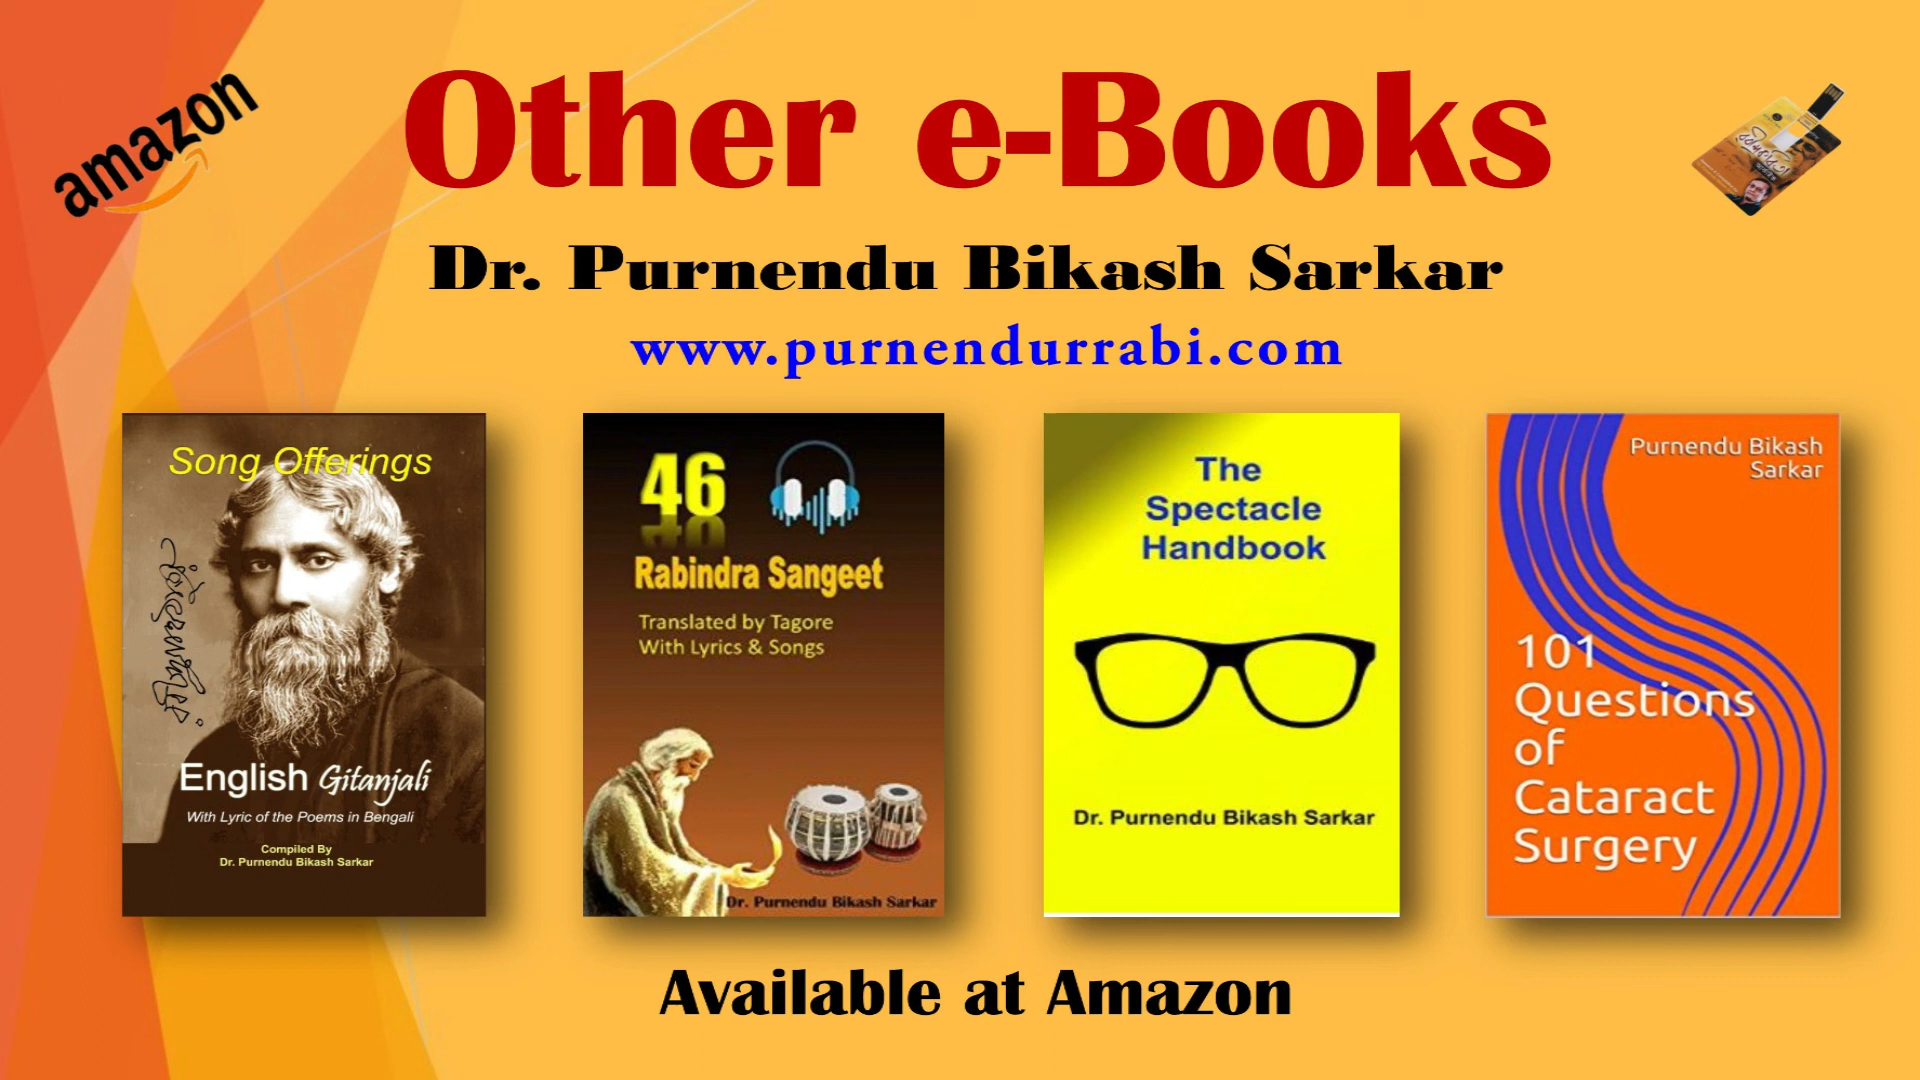 amazon
Other e-Books
Dr. Purnendu Bikash Sarkar
www.purnendurrabi.com
Song Offerings
English Gitanjali
With Lyric of the Poems in Bengali
Compiled By
Dr. Purnendu Bikash Sarkar
46
Rabindra Sangeet
Translated by Tagore
With Lyrics & Songs
Dr. Purnendu Bikash Sarkar
The
Spectacle
Handbook
Dr. Purnendu Bikash Sarkar
Purnendu Bikash
Sarkar
101
Questions
of
Cataract
Surgery
Available at Amazon